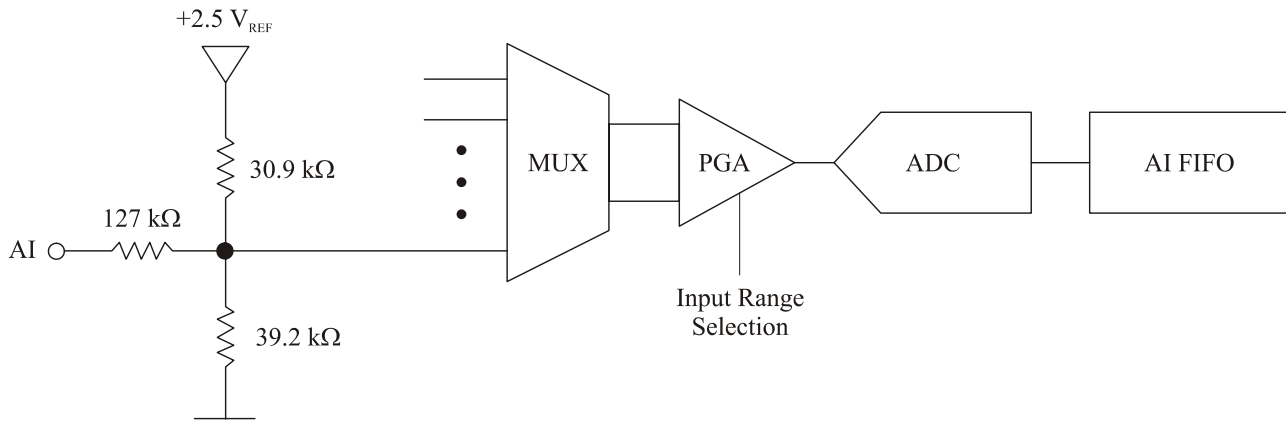 +2.5 V_REF
30.9 kΩ
127 kΩ
AI
39.2 kΩ
MUX
PGA
ADC
AI FIFO
Input Range
Selection